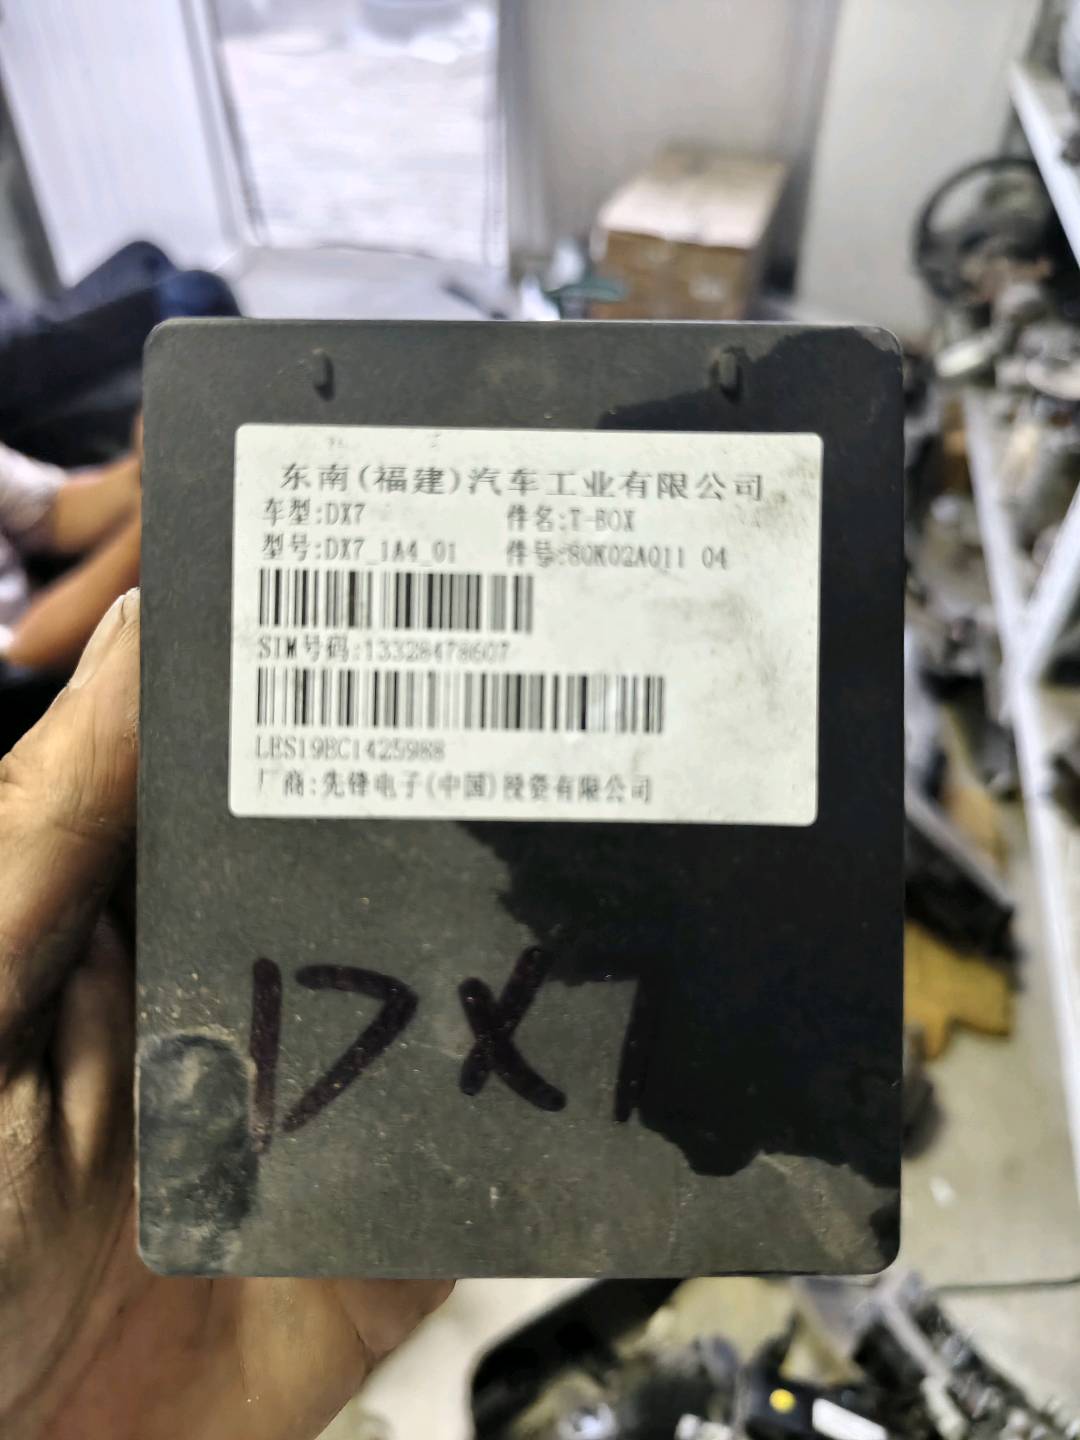 东南(福建)汽车工业有限公司
车型:DX7 件名:T-BOX
型号:DX7_1A4_01 件号:80K02A011 04
SIM号码:13328478607
LES19EC1425988
厂商:先锋电子(中国)投资有限公司
DX7